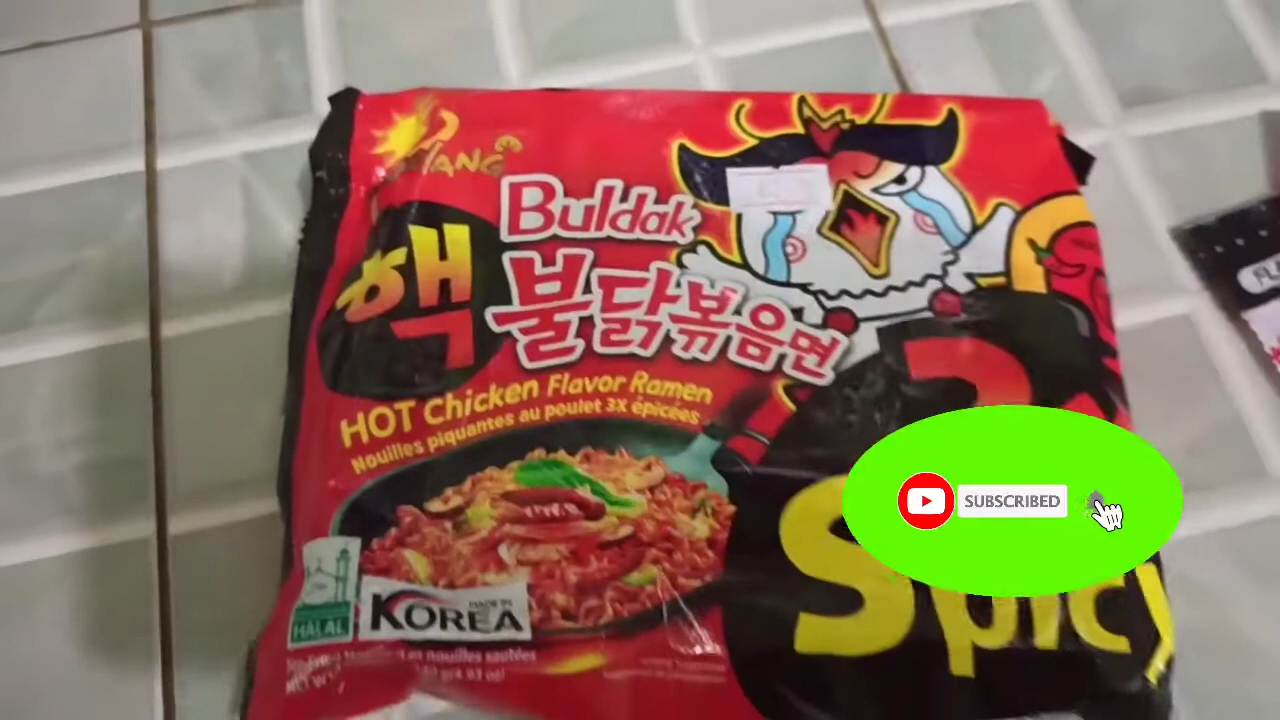 Buldak
핵
불닭볶음면
HOT Chicken Flavor Ramen
Nouilles piquantes au poulet 3X épicées
SUBSCRIBED
Spicy
HALAL
MADE IN
KOREA